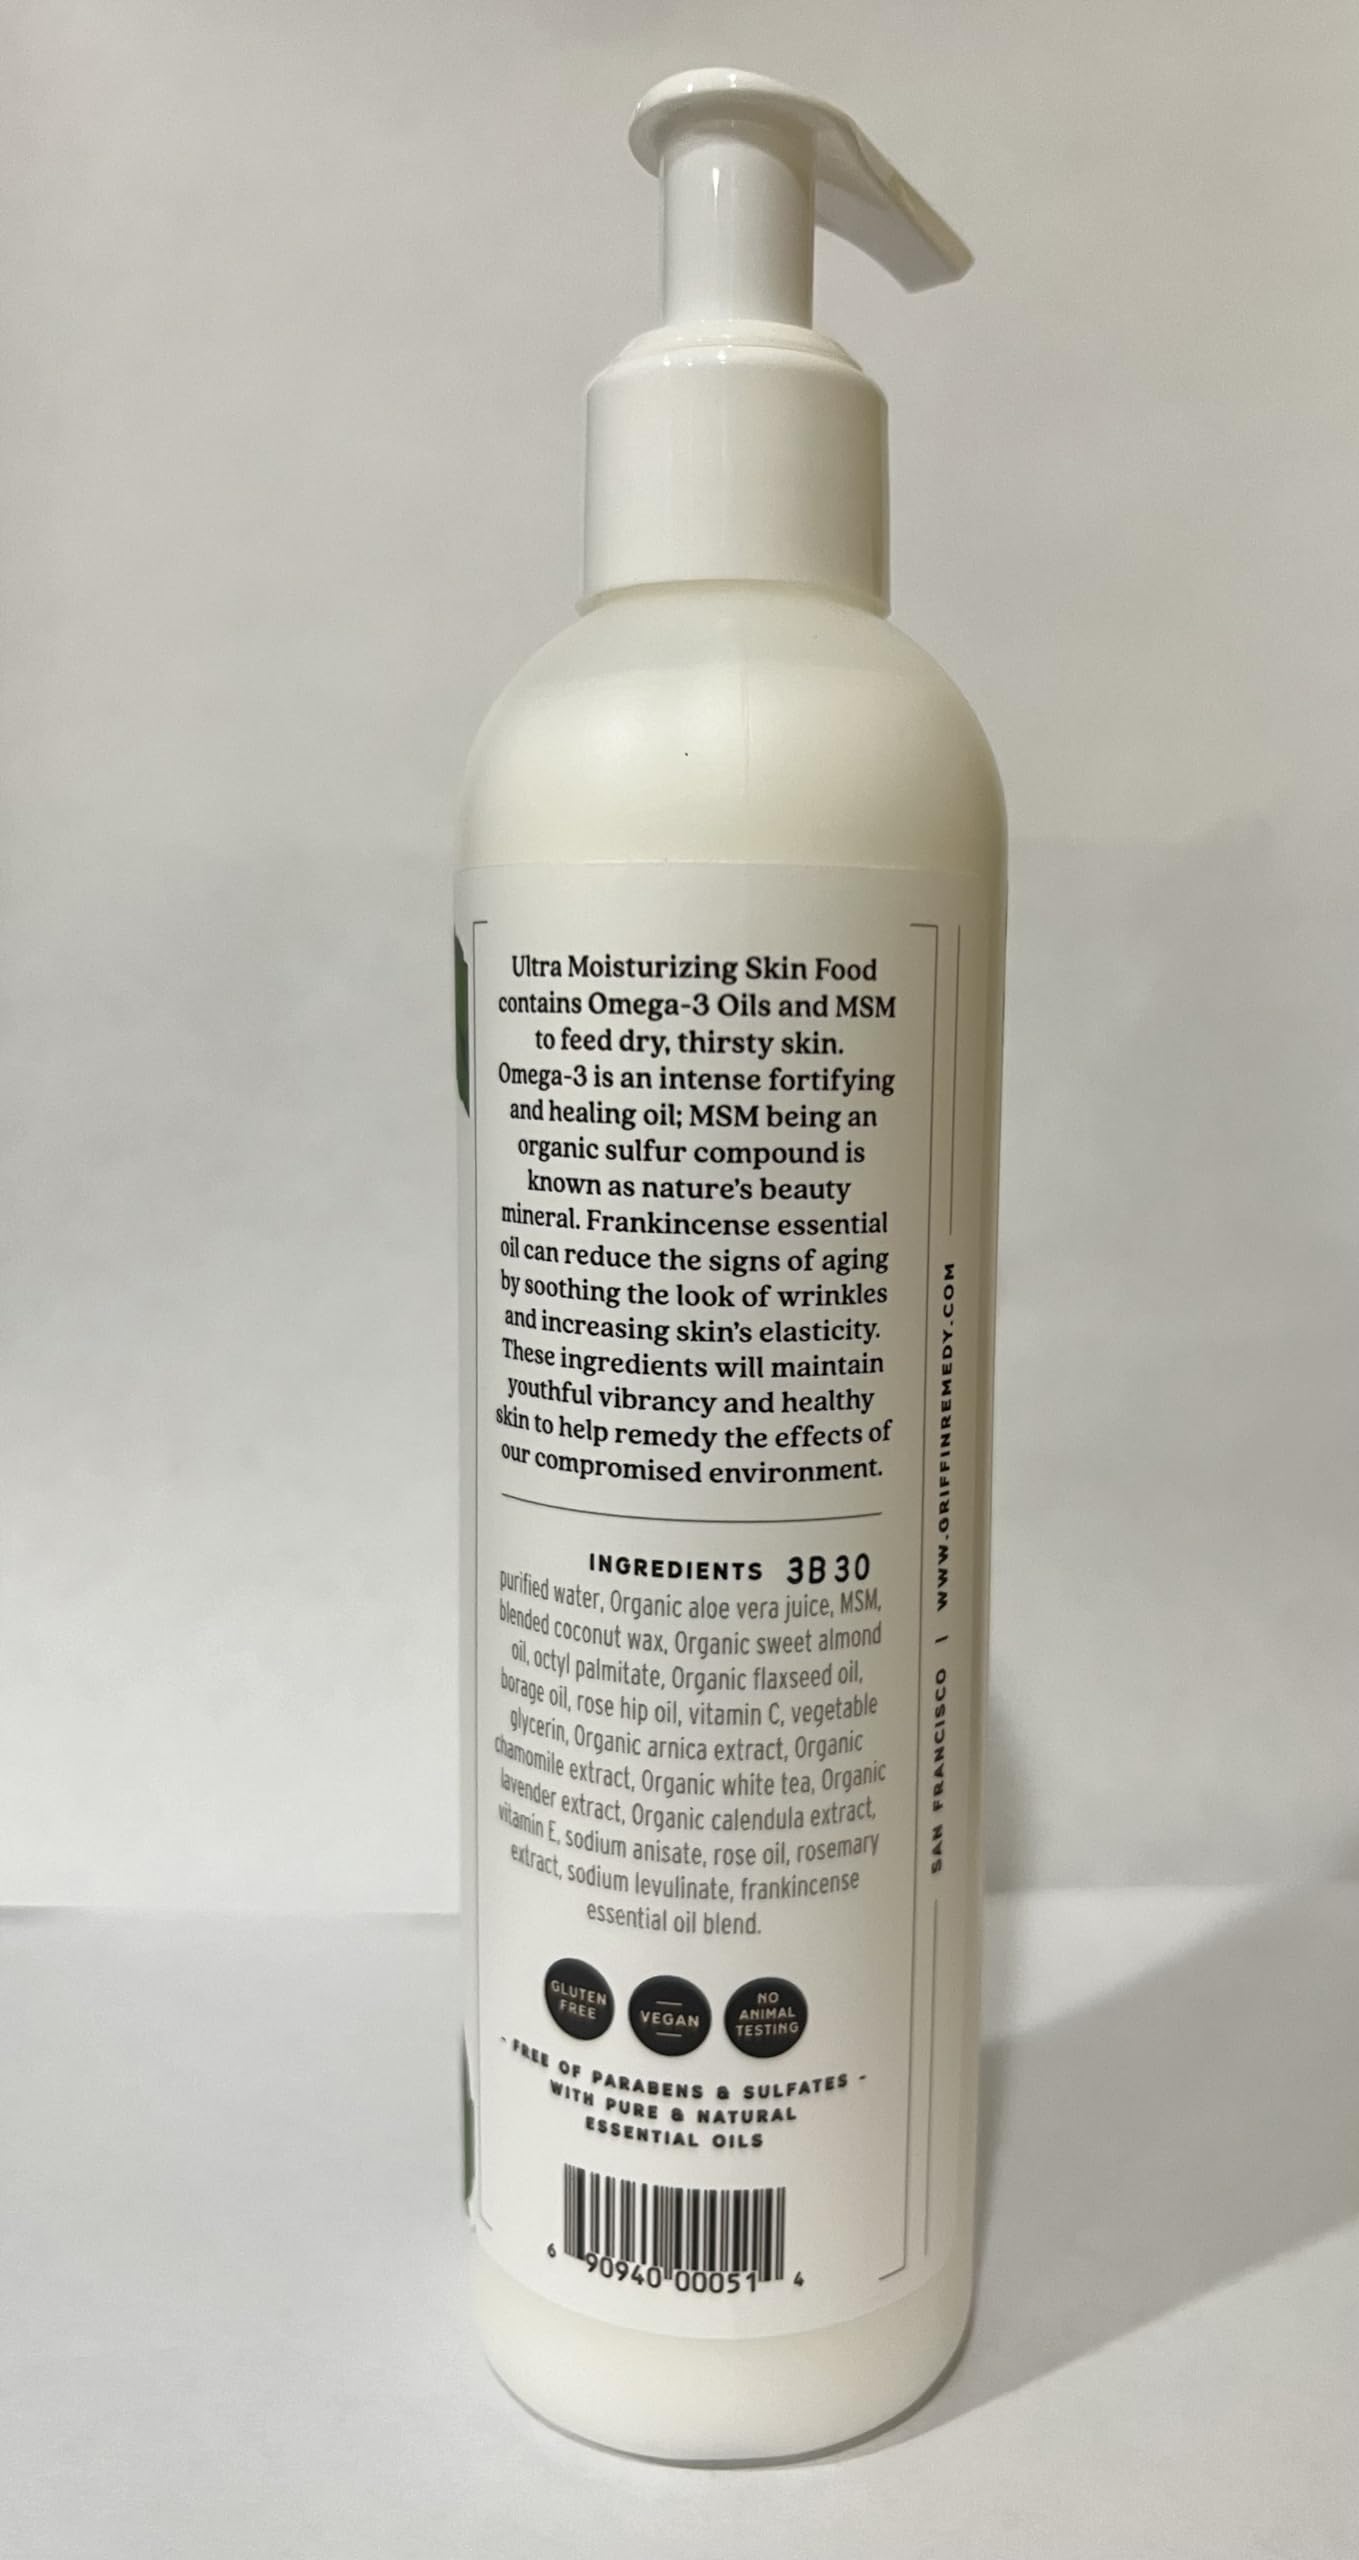 Ultra Moisturizing Skin Food
contains Omega-3 Oils and MSM
to feed dry, thirsty skin.
Omega-3 is an intense fortifying
and healing oil; MSM being an
organic sulfur compound is
known as nature's beauty
mineral. Frankincense essential
oil can reduce the signs of aging
by soothing the look of wrinkles
and increasing skin's elasticity.
These ingredients will maintain
youthful vibrancy and healthy
skin to help remedy the effects of
our compromised environment.
INGREDIENTS 3B30
purified water, Organic aloe vera juice, MSM,
blended coconut wax, Organic sweet almond
oil, octyl palmitate, Organic flaxseed oil,
borage oil, rose hip oil, vitamin C, vegetable
glycerin, Organic arnica extract, Organic
chamomile extract, Organic white tea, Organic
lavender extract, Organic calendula extract,
vitamin E, sodium anisate, rose oil, rosemary
extract, sodium levulinate, frankincense
essential oil blend.
GLUTEN
FREE
VEGAN
NO
ANIMAL
TESTING
- FREE OF PARABENS & SULFATES -
WITH PURE & NATURAL
ESSENTIAL OILS
6 90940 00051 4
SAN FRANCISCO | WWW.GRIFFINREMEDY.COM